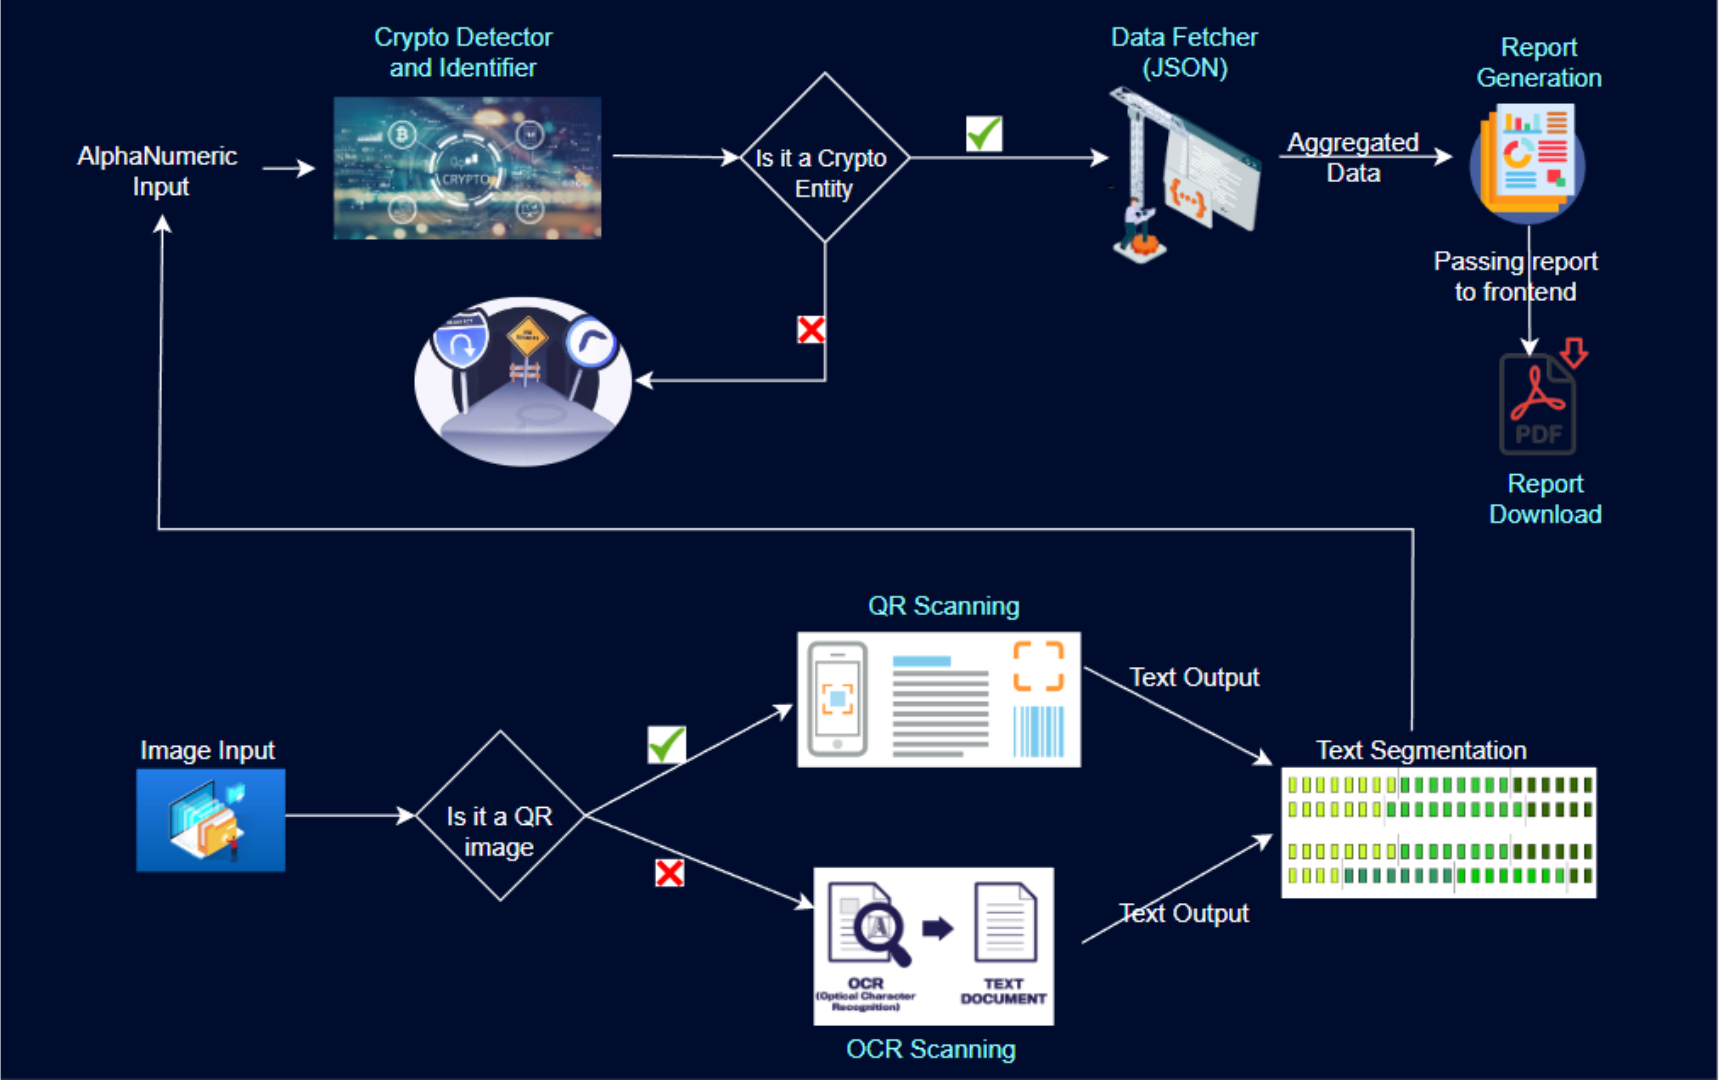 Crypto Detector
and Identifier
Data Fetcher
(JSON)
Report
Generation
AlphaNumeric
Input
CRYPTO
Is it a Crypto
Entity
Aggregated
Data
{...}
Passing report
to frontend
PDF
Report
Download
QR Scanning
Text Output
Image Input
Is it a QR
image
Text Segmentation
Text Output
A
OCR
(Optical Character
Recognition)
TEXT
DOCUMENT
OCR Scanning